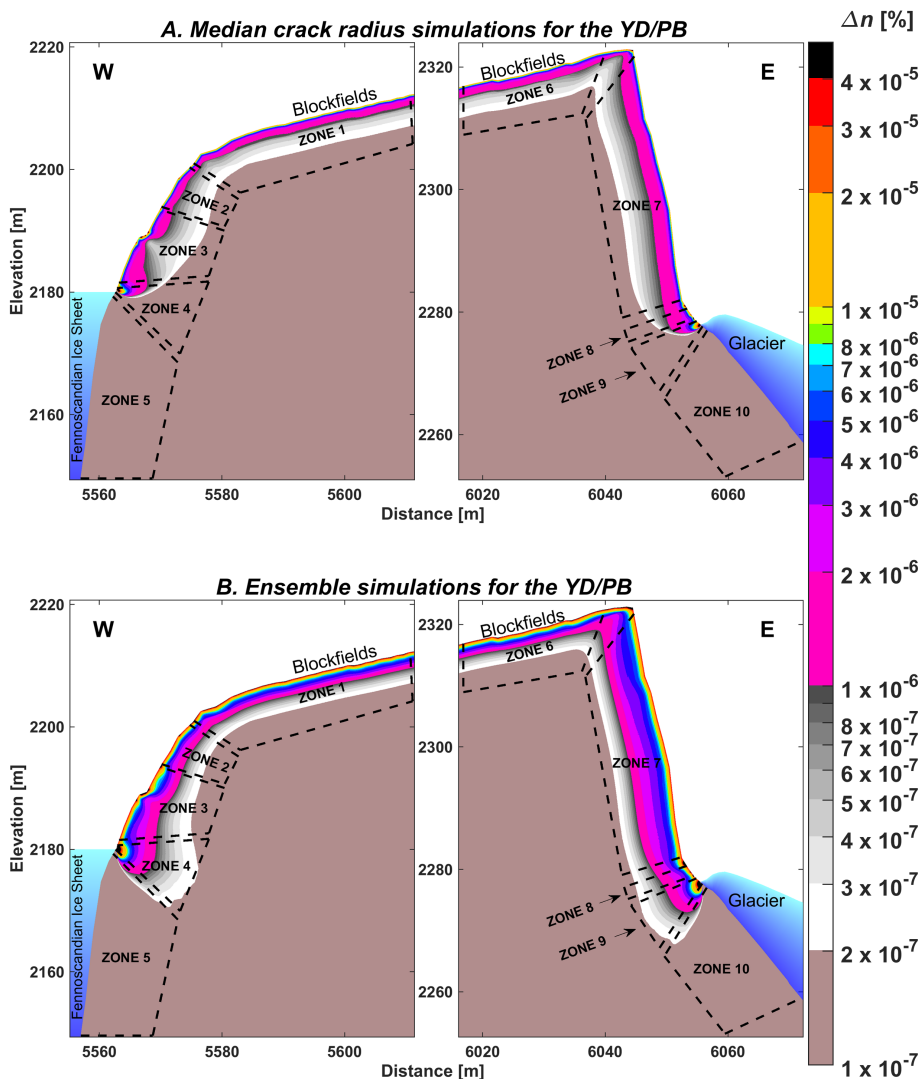 A. Median crack radius simulations for the YD/PB
Δn [%]
W
E
Blockfields
Blockfields
ZONE 1
ZONE 2
ZONE 3
ZONE 4
ZONE 5
ZONE 6
ZONE 7
ZONE 8
ZONE 9
ZONE 10
Fennoscandian Ice Sheet
Glacier
Elevation [m]
2220
2200
2180
2160
2320
2300
2280
2260
5560
5580
5600
6020
6040
6060
Distance [m]
B. Ensemble simulations for the YD/PB
W
E
Blockfields
Blockfields
ZONE 1
ZONE 2
ZONE 3
ZONE 4
ZONE 5
ZONE 6
ZONE 7
ZONE 8
ZONE 9
ZONE 10
Fennoscandian Ice Sheet
Glacier
Elevation [m]
2220
2200
2180
2160
2320
2300
2280
2260
5560
5580
5600
6020
6040
6060
Distance [m]
4 x 10⁻⁵
3 x 10⁻⁵
2 x 10⁻⁵
1 x 10⁻⁵
8 x 10⁻⁶
7 x 10⁻⁶
6 x 10⁻⁶
5 x 10⁻⁶
4 x 10⁻⁶
3 x 10⁻⁶
2 x 10⁻⁶
1 x 10⁻⁶
8 x 10⁻⁷
7 x 10⁻⁷
6 x 10⁻⁷
5 x 10⁻⁷
4 x 10⁻⁷
3 x 10⁻⁷
2 x 10⁻⁷
1 x 10⁻⁷